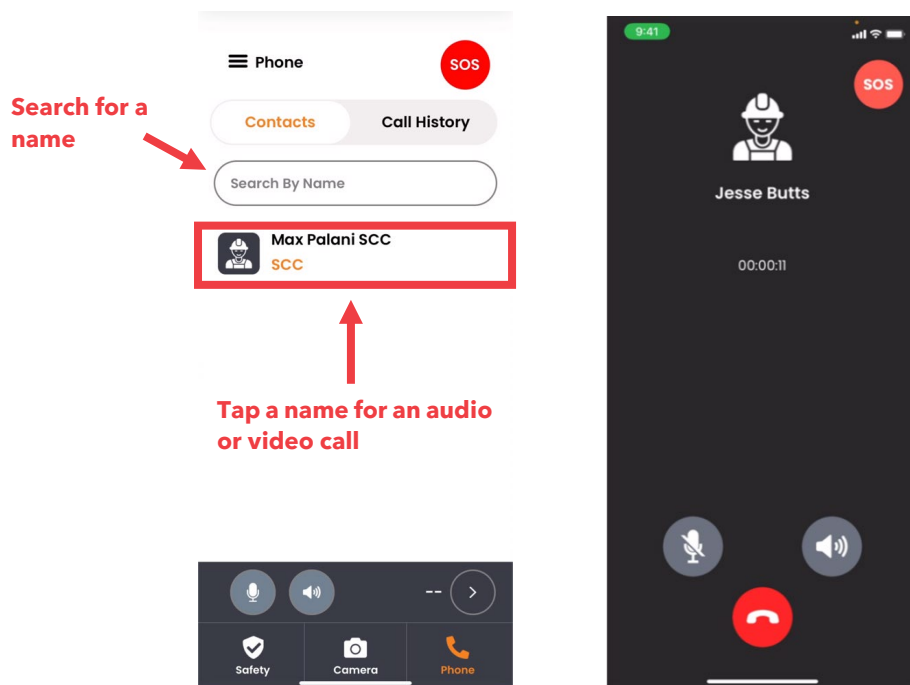 Phone
SOS
Search for a
name
Contacts
Call History
Search By Name
Max Palani SCC
SCC
Tap a name for an audio
or video call
--
Safety
Camera
Phone
9:41
SOS
Jesse Butts
00:00:11